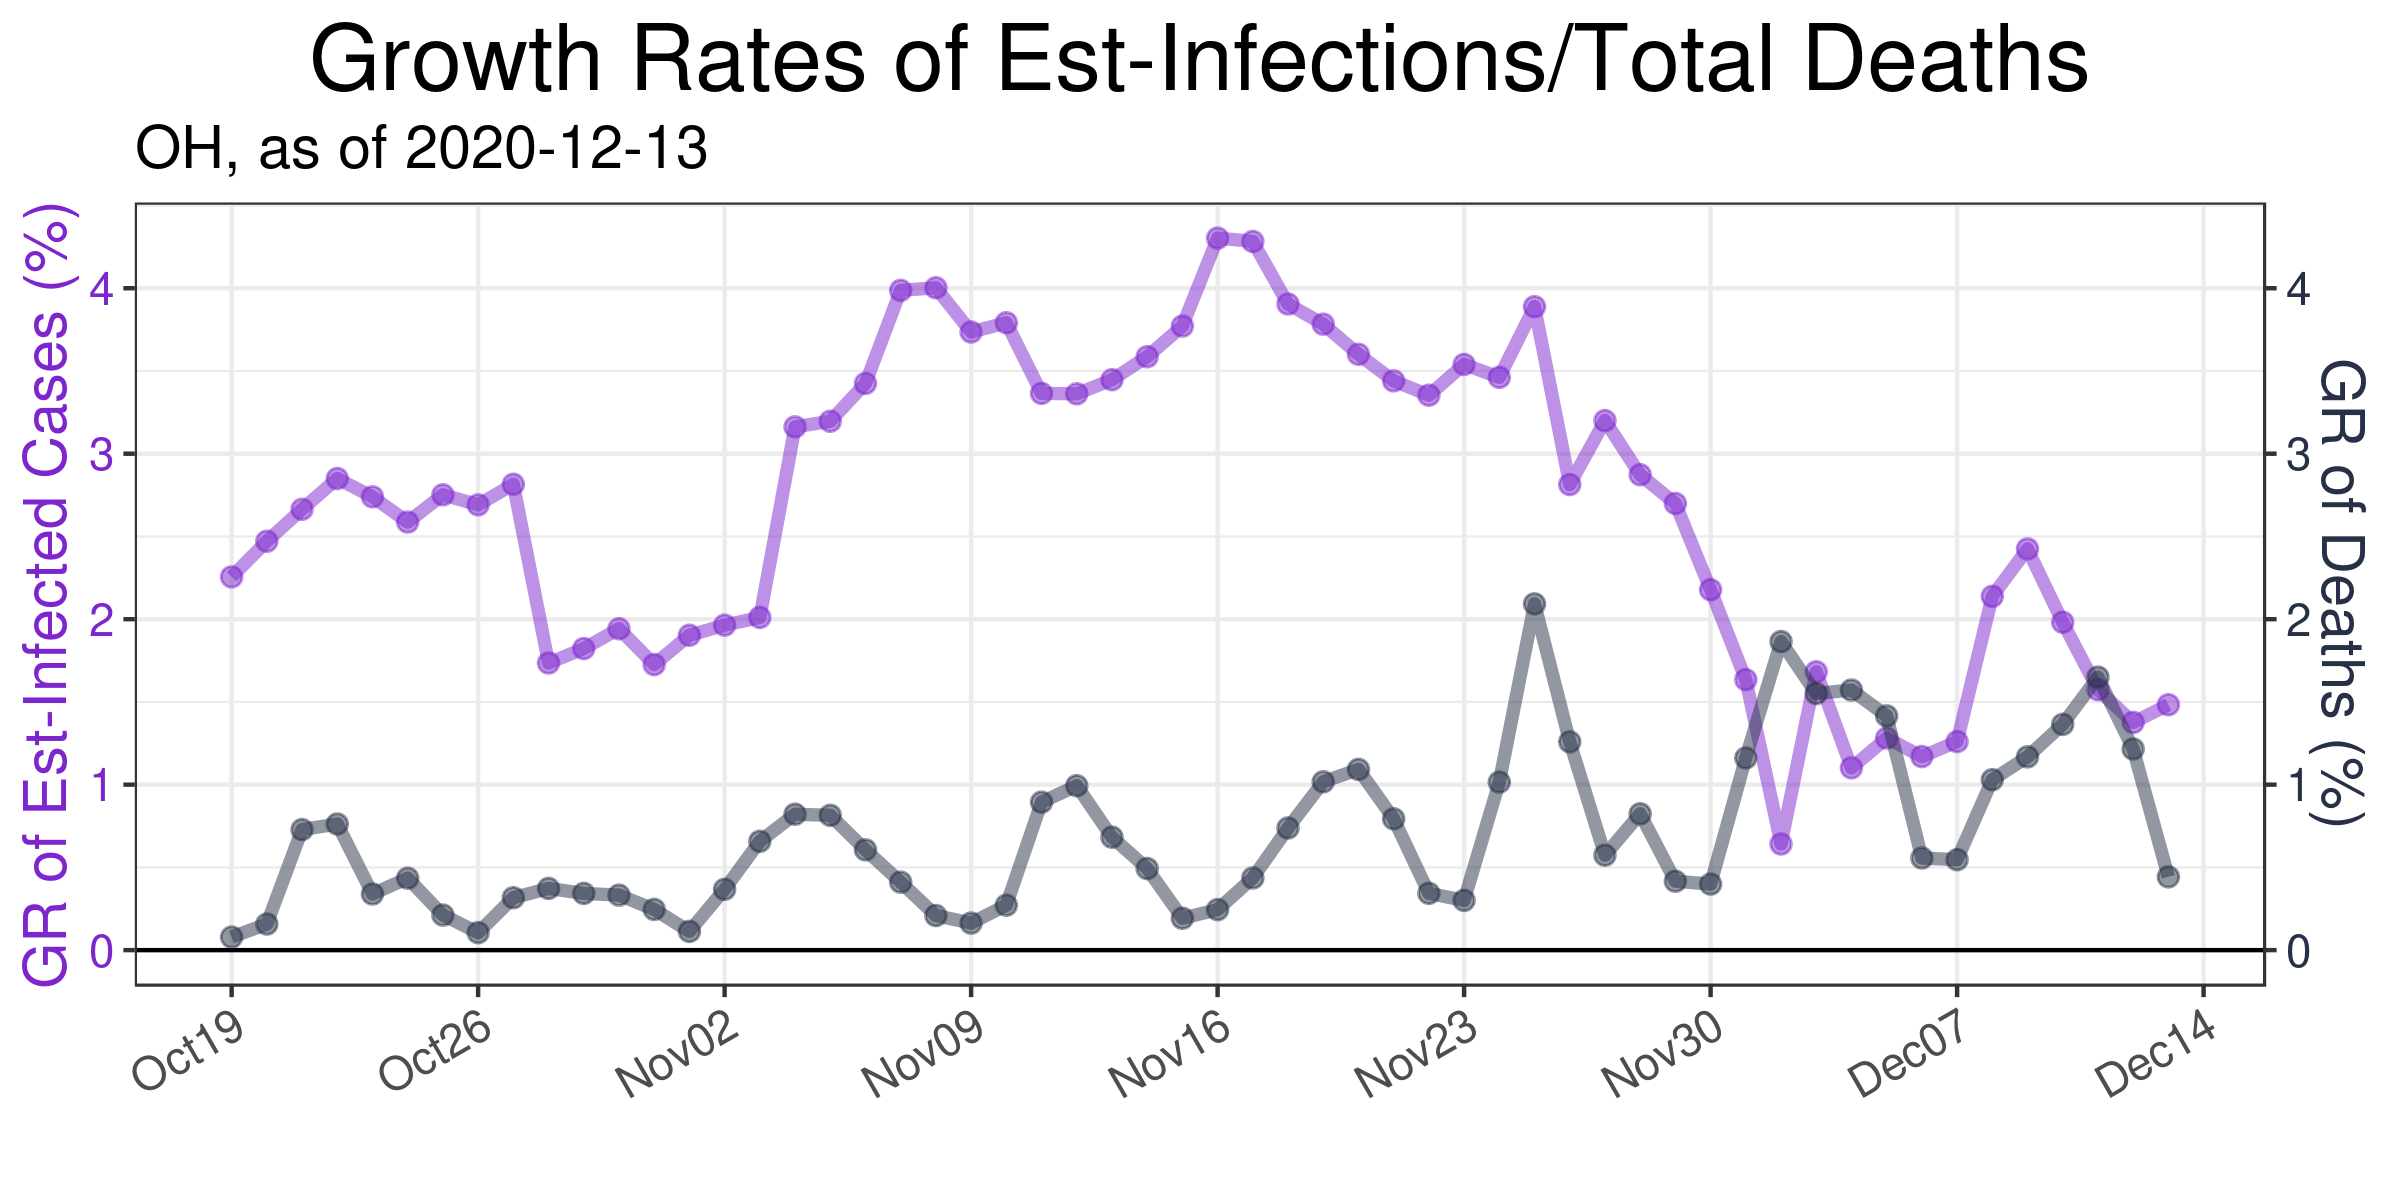 Growth Rates of Est-Infections/Total Deaths
OH, as of 2020-12-13
GR of Est-Infected Cases (%)
4
3
2
1
0
4
3
2
1
0
GR of Deaths (%)
Oct19
Oct26
Nov02
Nov09
Nov16
Nov23
Nov30
Dec07
Dec14